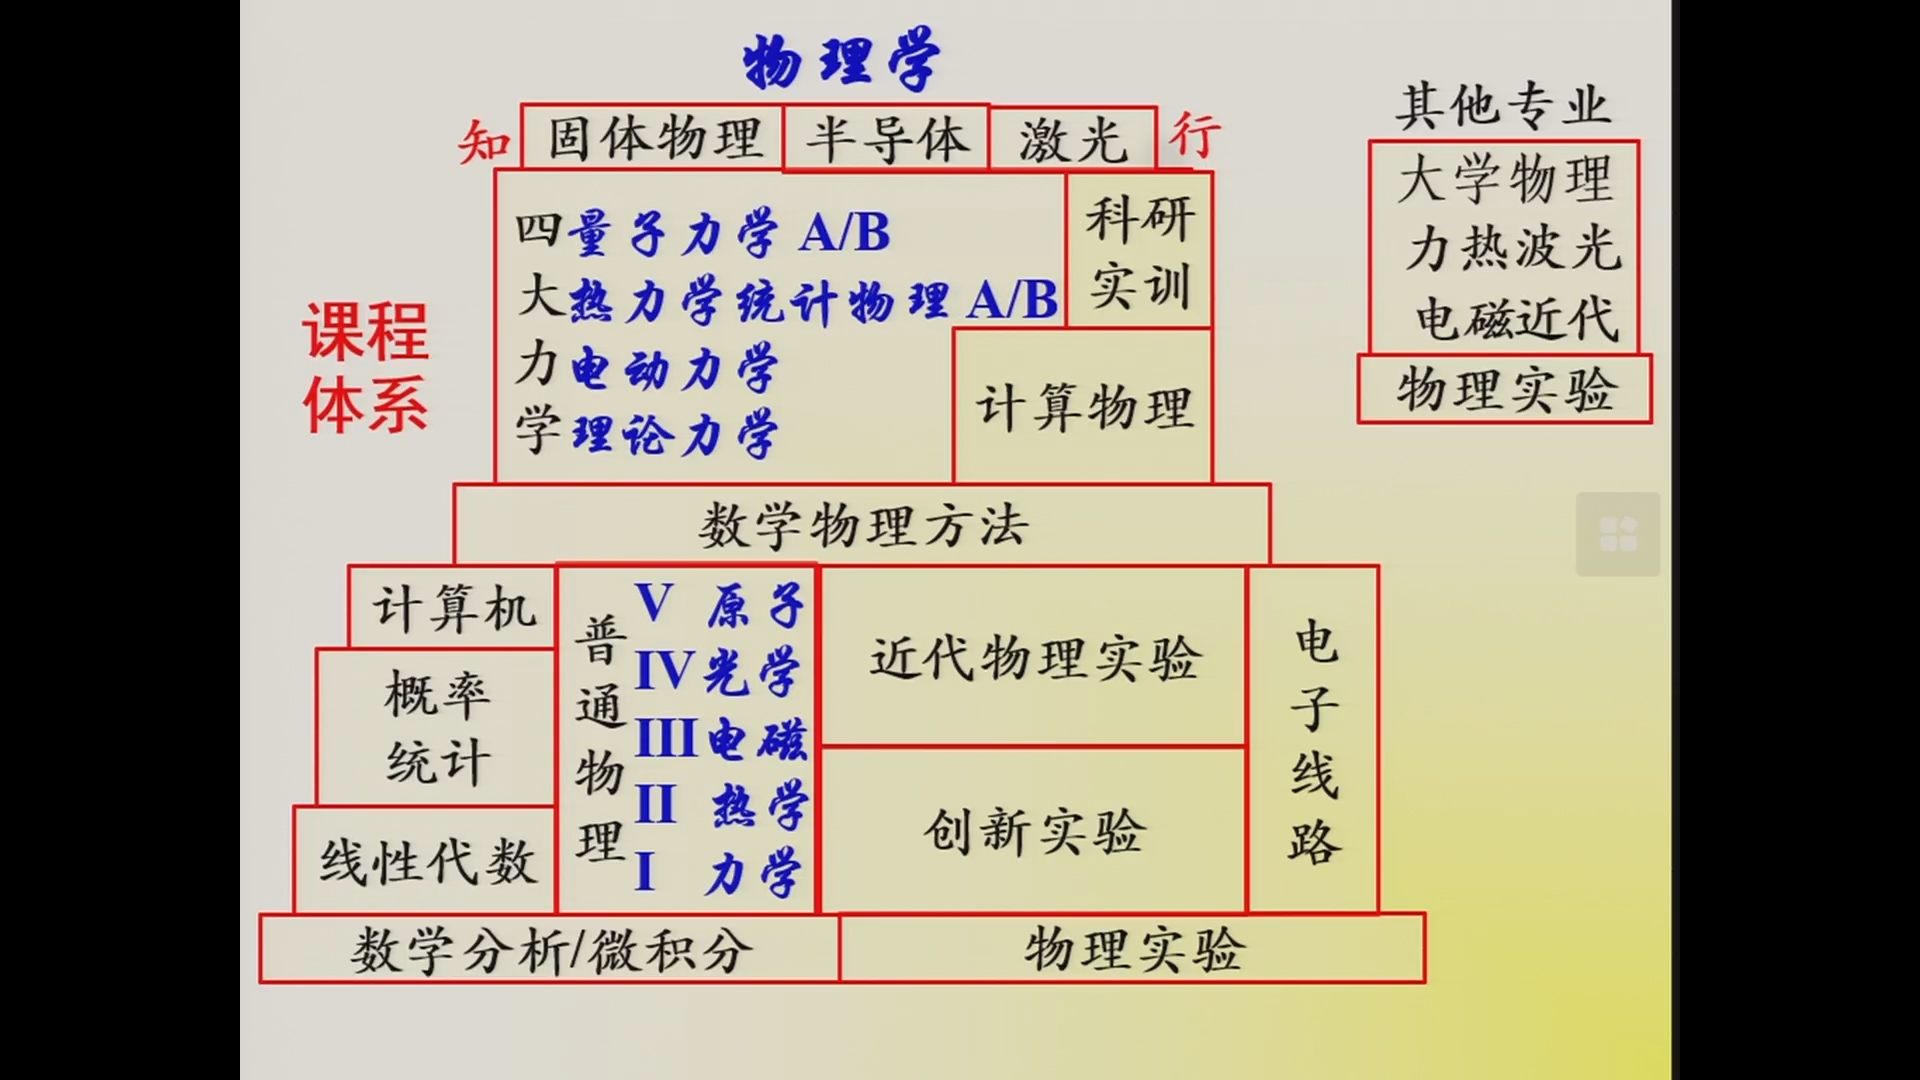 物理学
知 固体物理 半导体 激光 行
四大力学
量子力学 A/B
热力学统计物理 A/B
电动力学
理论力学
科研
实训
计算物理
课程
体系
数学物理方法
计算机
概率
统计
线性代数
普通物理
V 原子
IV 光学
III 电磁
II 热学
I 力学
近代物理实验
创新实验
电子线路
数学分析/微积分
物理实验
其他专业
大学物理
力热波光
电磁近代
物理实验